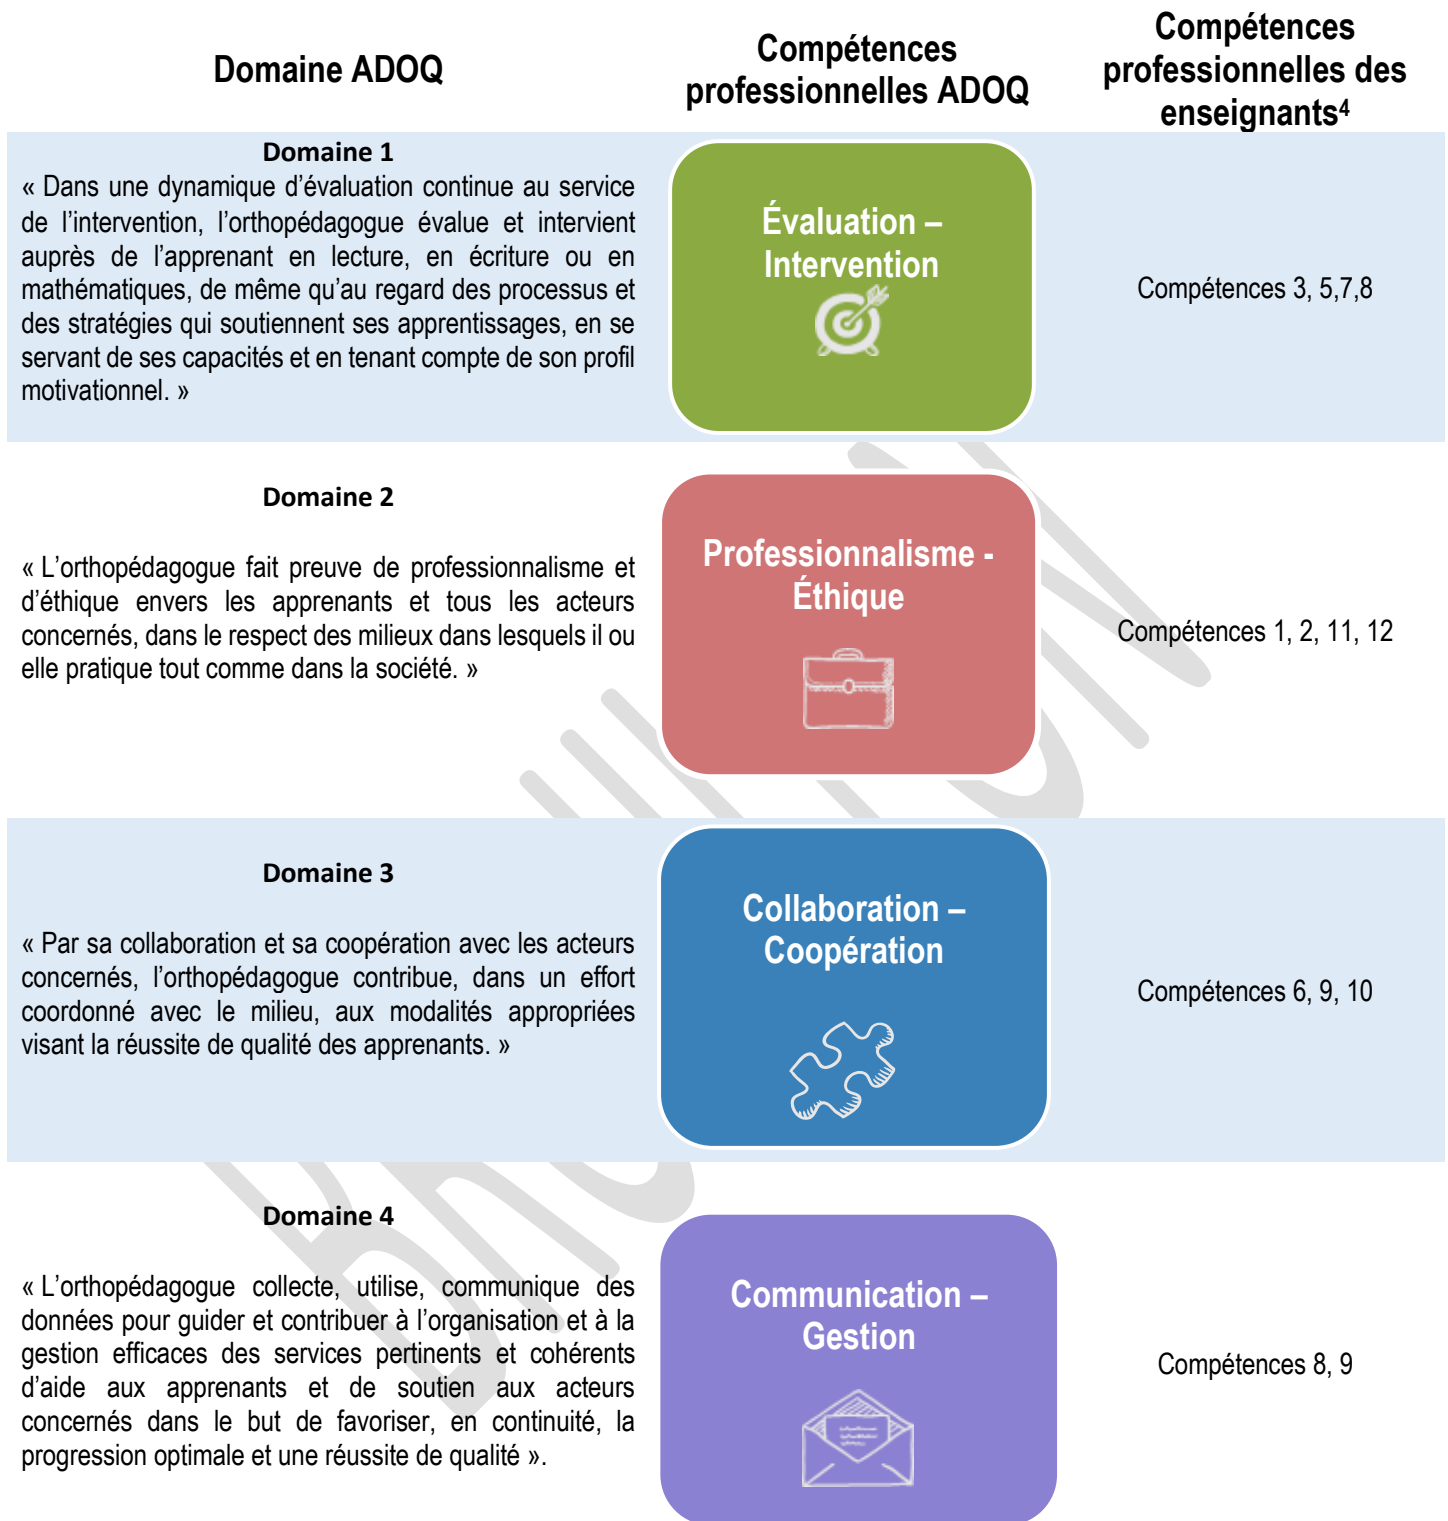 Domaine ADOQ
Compétences
professionnelles ADOQ
Compétences
professionnelles des
enseignants4
Domaine 1
« Dans une dynamique d’évaluation continue au service
de l’intervention, l’orthopédagogue évalue et intervient
auprès de l’apprenant en lecture, en écriture ou en
mathématiques, de même qu’au regard des processus et
des stratégies qui soutiennent ses apprentissages, en se
servant de ses capacités et en tenant compte de son profil
motivationnel. »
Évaluation –
Intervention
Compétences 3, 5,7,8
Domaine 2
« L’orthopédagogue fait preuve de professionnalisme et
d’éthique envers les apprenants et tous les acteurs
concernés, dans le respect des milieux dans lesquels il ou
elle pratique tout comme dans la société. »
Professionnalisme -
Éthique
Compétences 1, 2, 11, 12
Domaine 3
« Par sa collaboration et sa coopération avec les acteurs
concernés, l’orthopédagogue contribue, dans un effort
coordonné avec le milieu, aux modalités appropriées
visant la réussite de qualité des apprenants. »
Collaboration –
Coopération
Compétences 6, 9, 10
Domaine 4
« L’orthopédagogue collecte, utilise, communique des
données pour guider et contribuer à l’organisation et à la
gestion efficaces des services pertinents et cohérents
d’aide aux apprenants et de soutien aux acteurs
concernés dans le but de favoriser, en continuité, la
progression optimale et une réussite de qualité ».
Communication –
Gestion
Compétences 8, 9